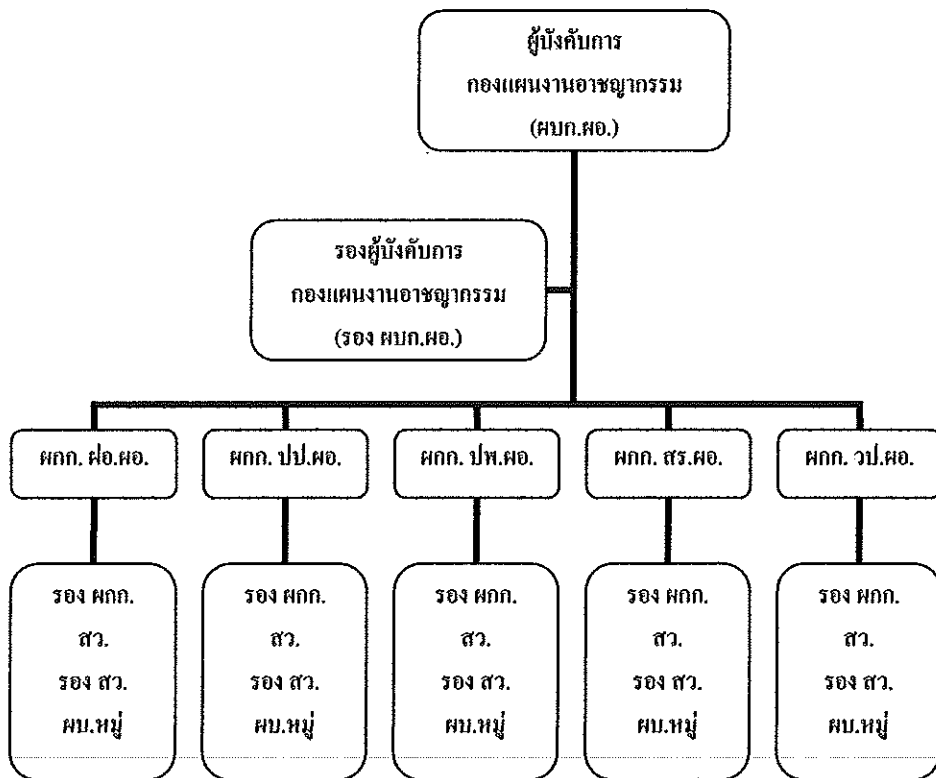 ผู้บังคับการ
กองแผนงานอาชญากรรม
(ผบก.ผอ.)
รองผู้บังคับการ
กองแผนงานอาชญากรรม
(รอง ผบก.ผอ.)
ผกก. ฝอ.ผอ.
ผกก. ปป.ผอ.
ผกก. ปพ.ผอ.
ผกก. สร.ผอ.
ผกก. วป.ผอ.
รอง ผกก.
สว.
รอง สว.
ผบ.หมู่
รอง ผกก.
สว.
รอง สว.
ผบ.หมู่
รอง ผกก.
สว.
รอง สว.
ผบ.หมู่
รอง ผกก.
สว.
รอง สว.
ผบ.หมู่
รอง ผกก.
สว.
รอง สว.
ผบ.หมู่